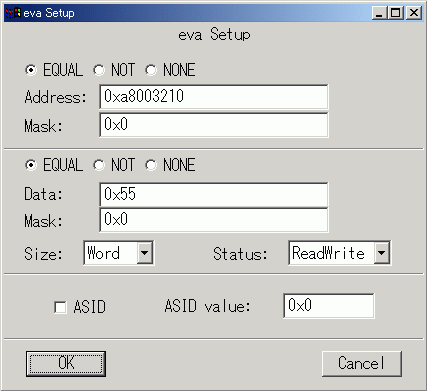 eva Setup
eva Setup
EQUAL NOT NONE
Address: 0xa8003210
Mask: 0x0
EQUAL NOT NONE
Data: 0x55
Mask: 0x0
Size: Word Status: ReadWrite
ASID ASID value: 0x0
OK Cancel